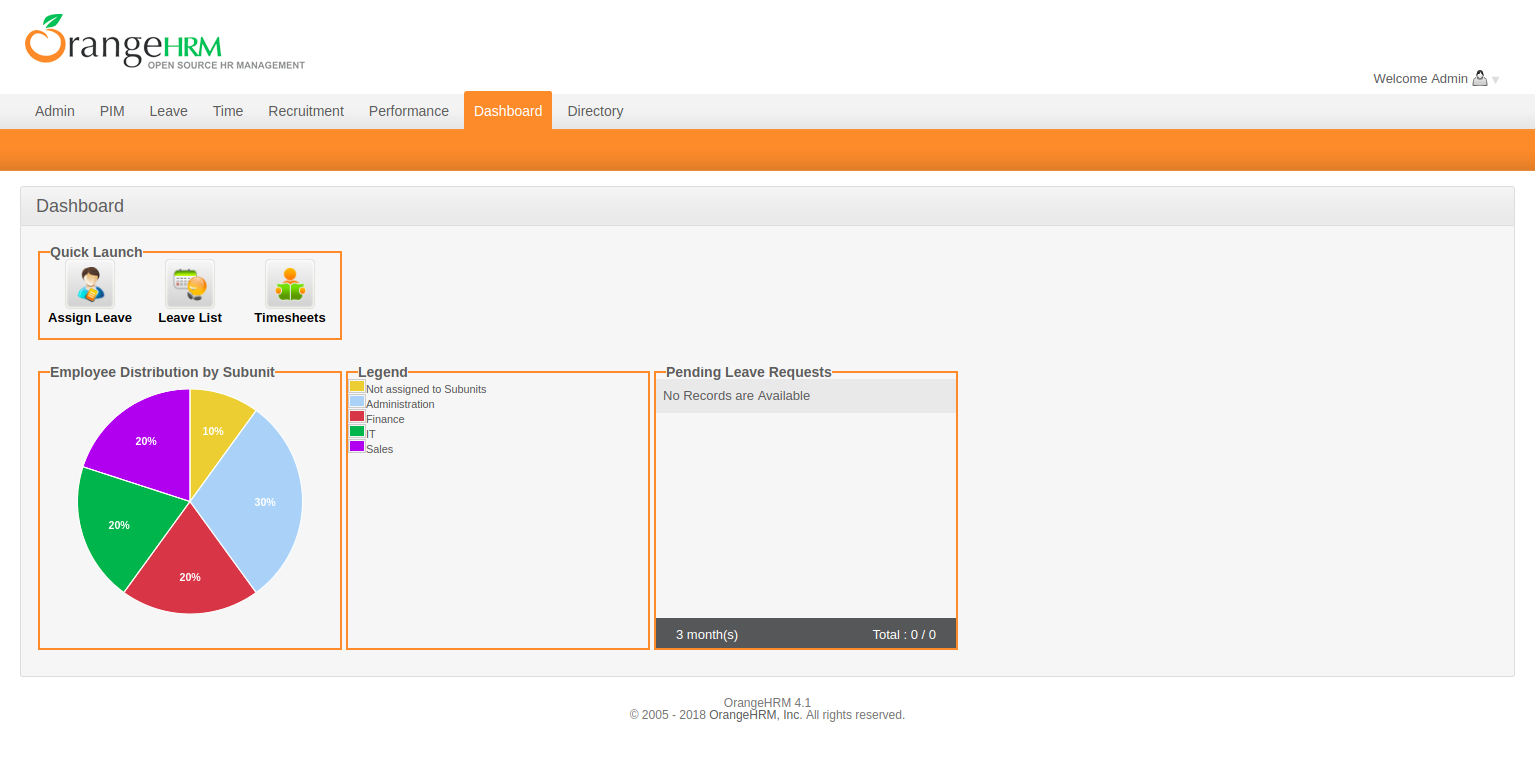 OrangeHRM
OPEN SOURCE HR MANAGEMENT
Welcome Admin
Admin PIM Leave Time Recruitment Performance Dashboard Directory
Dashboard
Quick Launch
Assign Leave Leave List Timesheets
Employee Distribution by Subunit
10%
30%
20%
20%
20%
Legend
Not assigned to Subunits
Administration
Finance
IT
Sales
Pending Leave Requests
No Records are Available
3 month(s) Total : 0 / 0
OrangeHRM 4.1
© 2005 - 2018 OrangeHRM, Inc. All rights reserved.